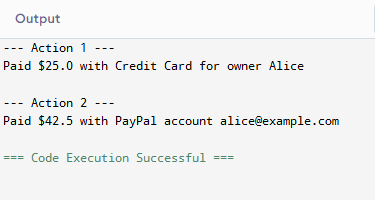 Output
--- Action 1 ---
Paid $25.0 with Credit Card for owner Alice
--- Action 2 ---
Paid $42.5 with PayPal account alice@example.com
=== Code Execution Successful ===